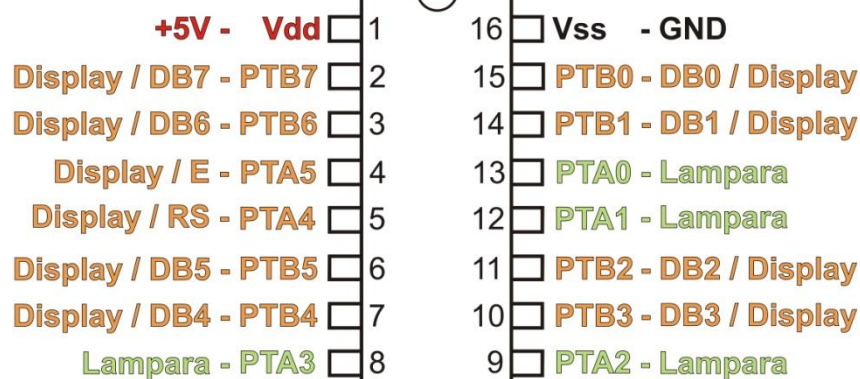 +5V - Vdd 1 16 Vss - GND
Display / DB7 - PTB7 2 15 PTB0 - DB0 / Display
Display / DB6 - PTB6 3 14 PTB1 - DB1 / Display
Display / E - PTA5 4 13 PTA0 - Lampara
Display / RS - PTA4 5 12 PTA1 - Lampara
Display / DB5 - PTB5 6 11 PTB2 - DB2 / Display
Display / DB4 - PTB4 7 10 PTB3 - DB3 / Display
Lampara - PTA3 8 9 PTA2 - Lampara